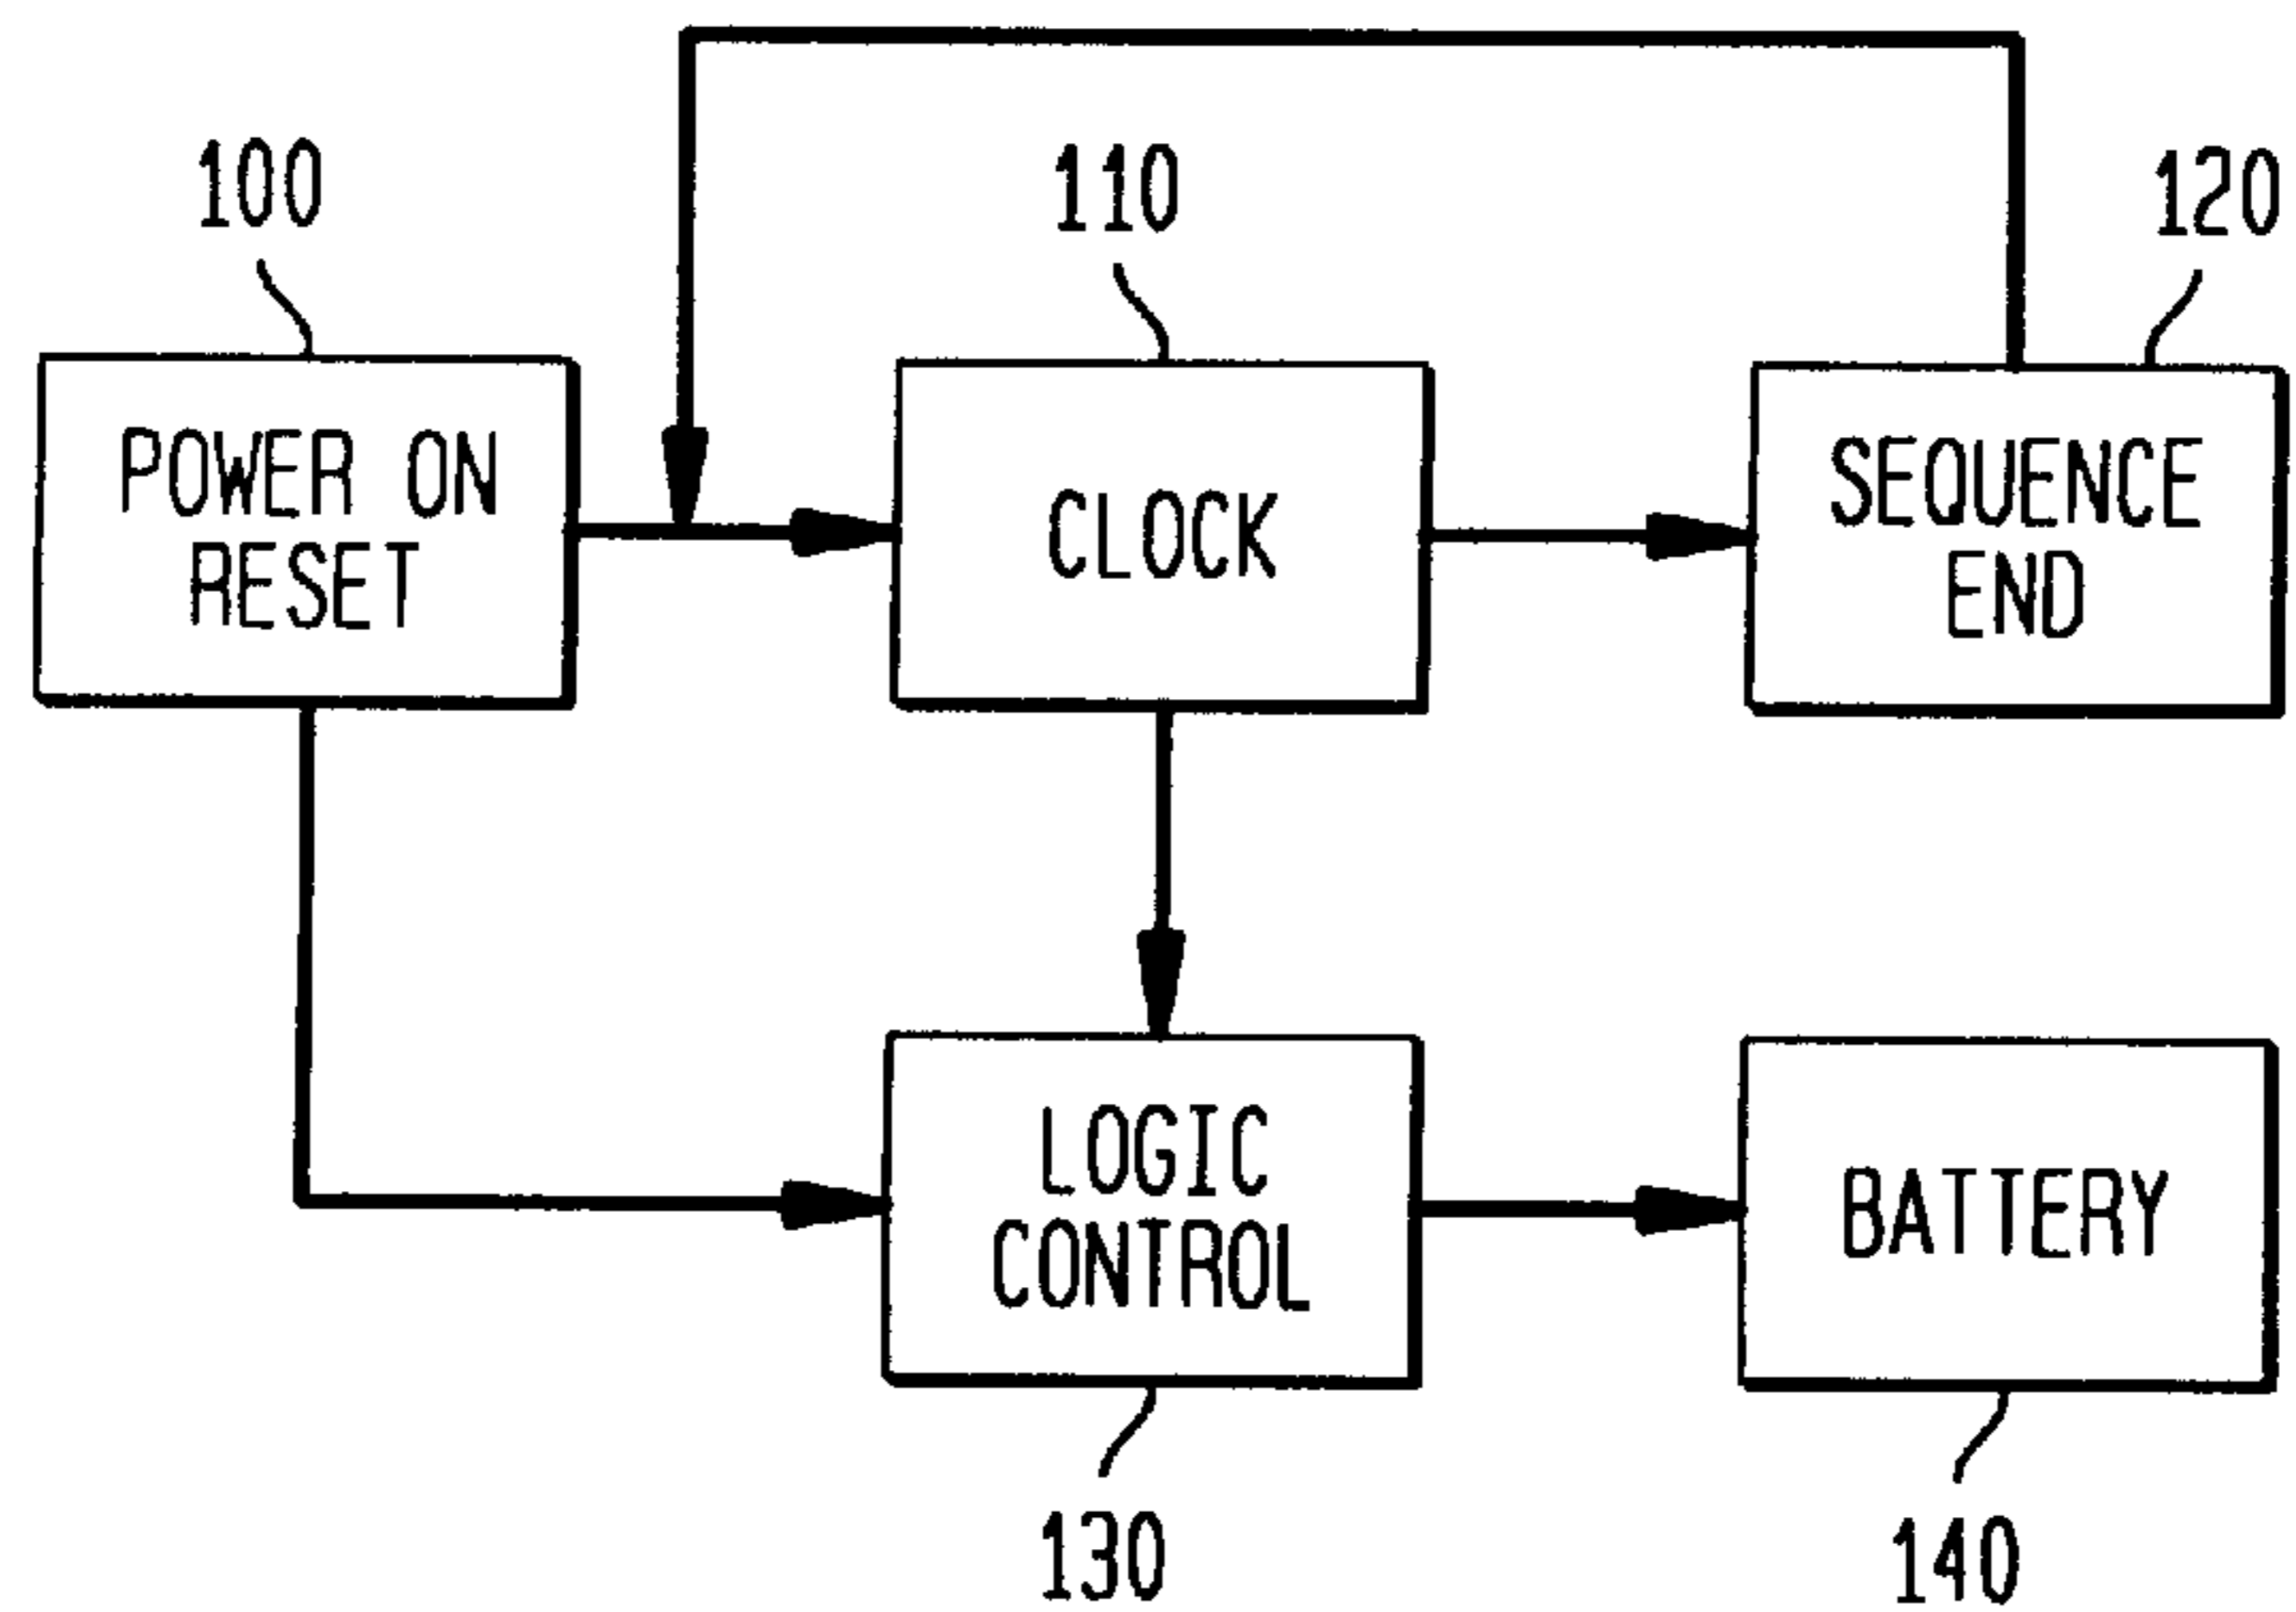 100
110
120
POWER ON
RESET
CLOCK
SEQUENCE
END
LOGIC
CONTROL
BATTERY
130
140